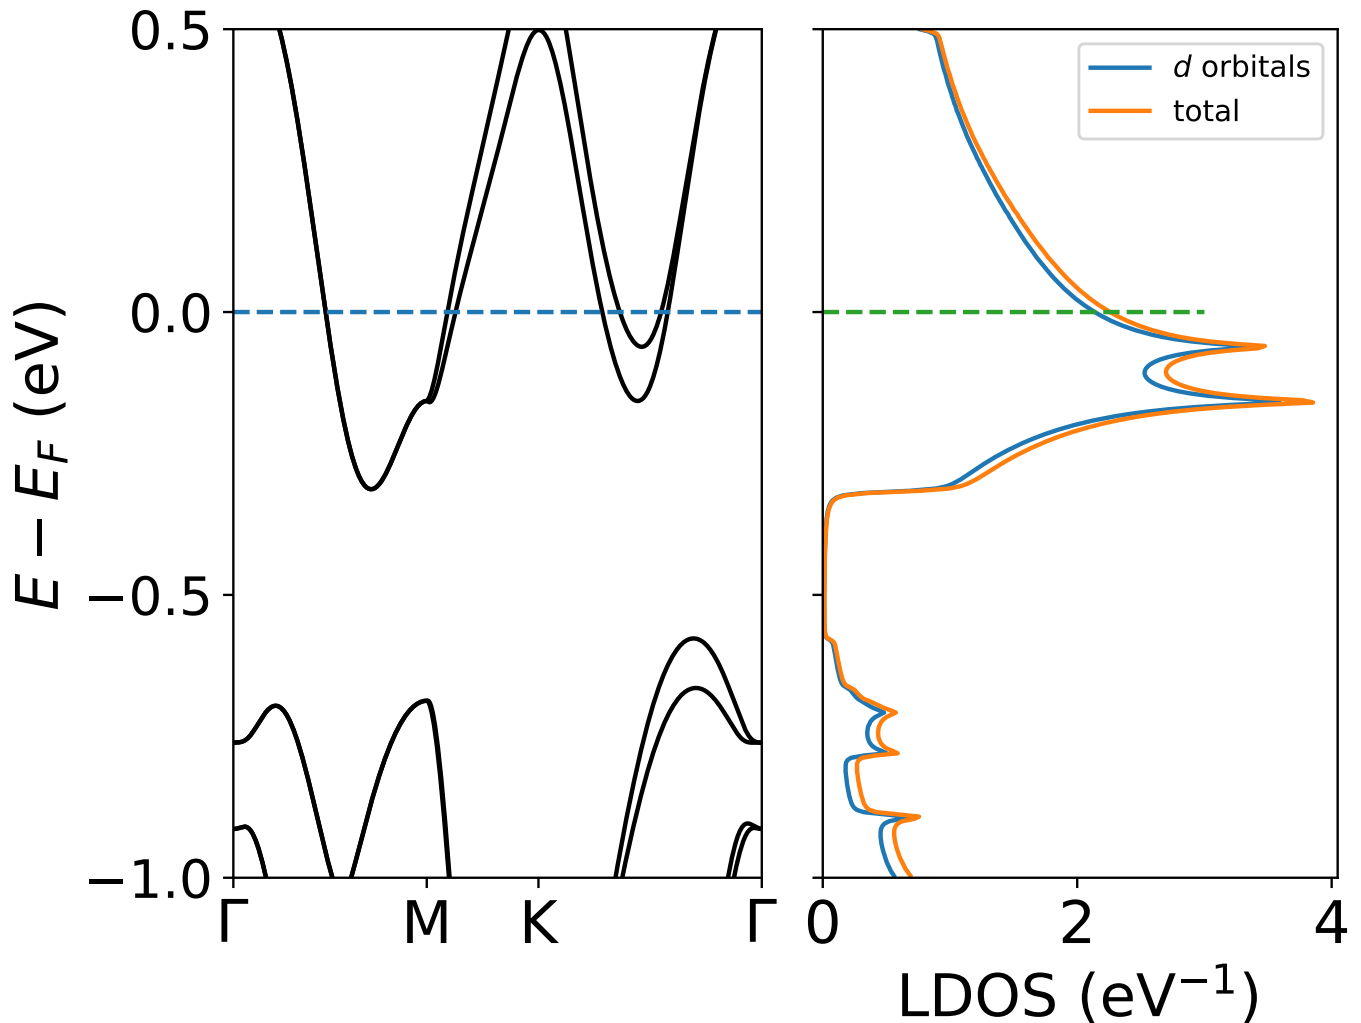 0.5
0.0
−0.5
−1.0
E − E_F (eV)
Γ M K Γ
d orbitals
total
0 2 4
LDOS (eV⁻¹)